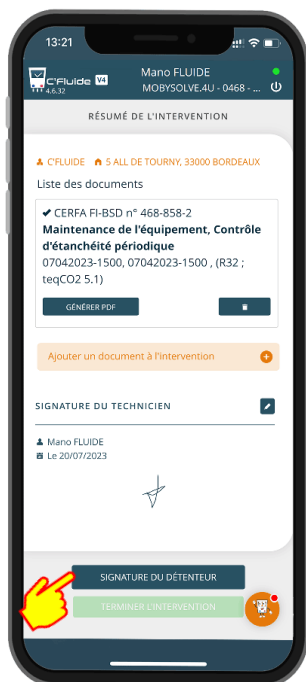 13:21
C'Fluide V4
4.6.32
Mano FLUIDE
MOBYSOLVE.4U - 0468 - ...
RÉSUMÉ DE L'INTERVENTION
C'FLUIDE 5 ALL DE TOURNY, 33000 BORDEAUX
Liste des documents
CERFA FI-BSD n° 468-858-2
Maintenance de l'équipement, Contrôle
d'étanchéité périodique
07042023-1500, 07042023-1500 , (R32 ;
teqCO2 5.1)
GÉNÉRER PDF
Ajouter un document à l'intervention
SIGNATURE DU TECHNICIEN
Mano FLUIDE
Le 20/07/2023
SIGNATURE DU DÉTENTEUR
TERMINER L'INTERVENTION